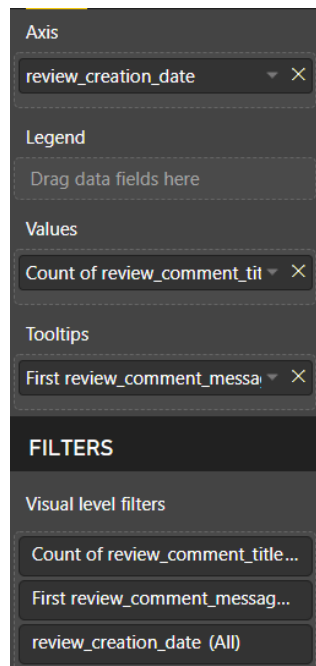 Axis
review_creation_date
Legend
Drag data fields here
Values
Count of review_comment_tit
Tooltips
First review_comment_messa
FILTERS
Visual level filters
Count of review_comment_title...
First review_comment_messag...
review_creation_date (All)